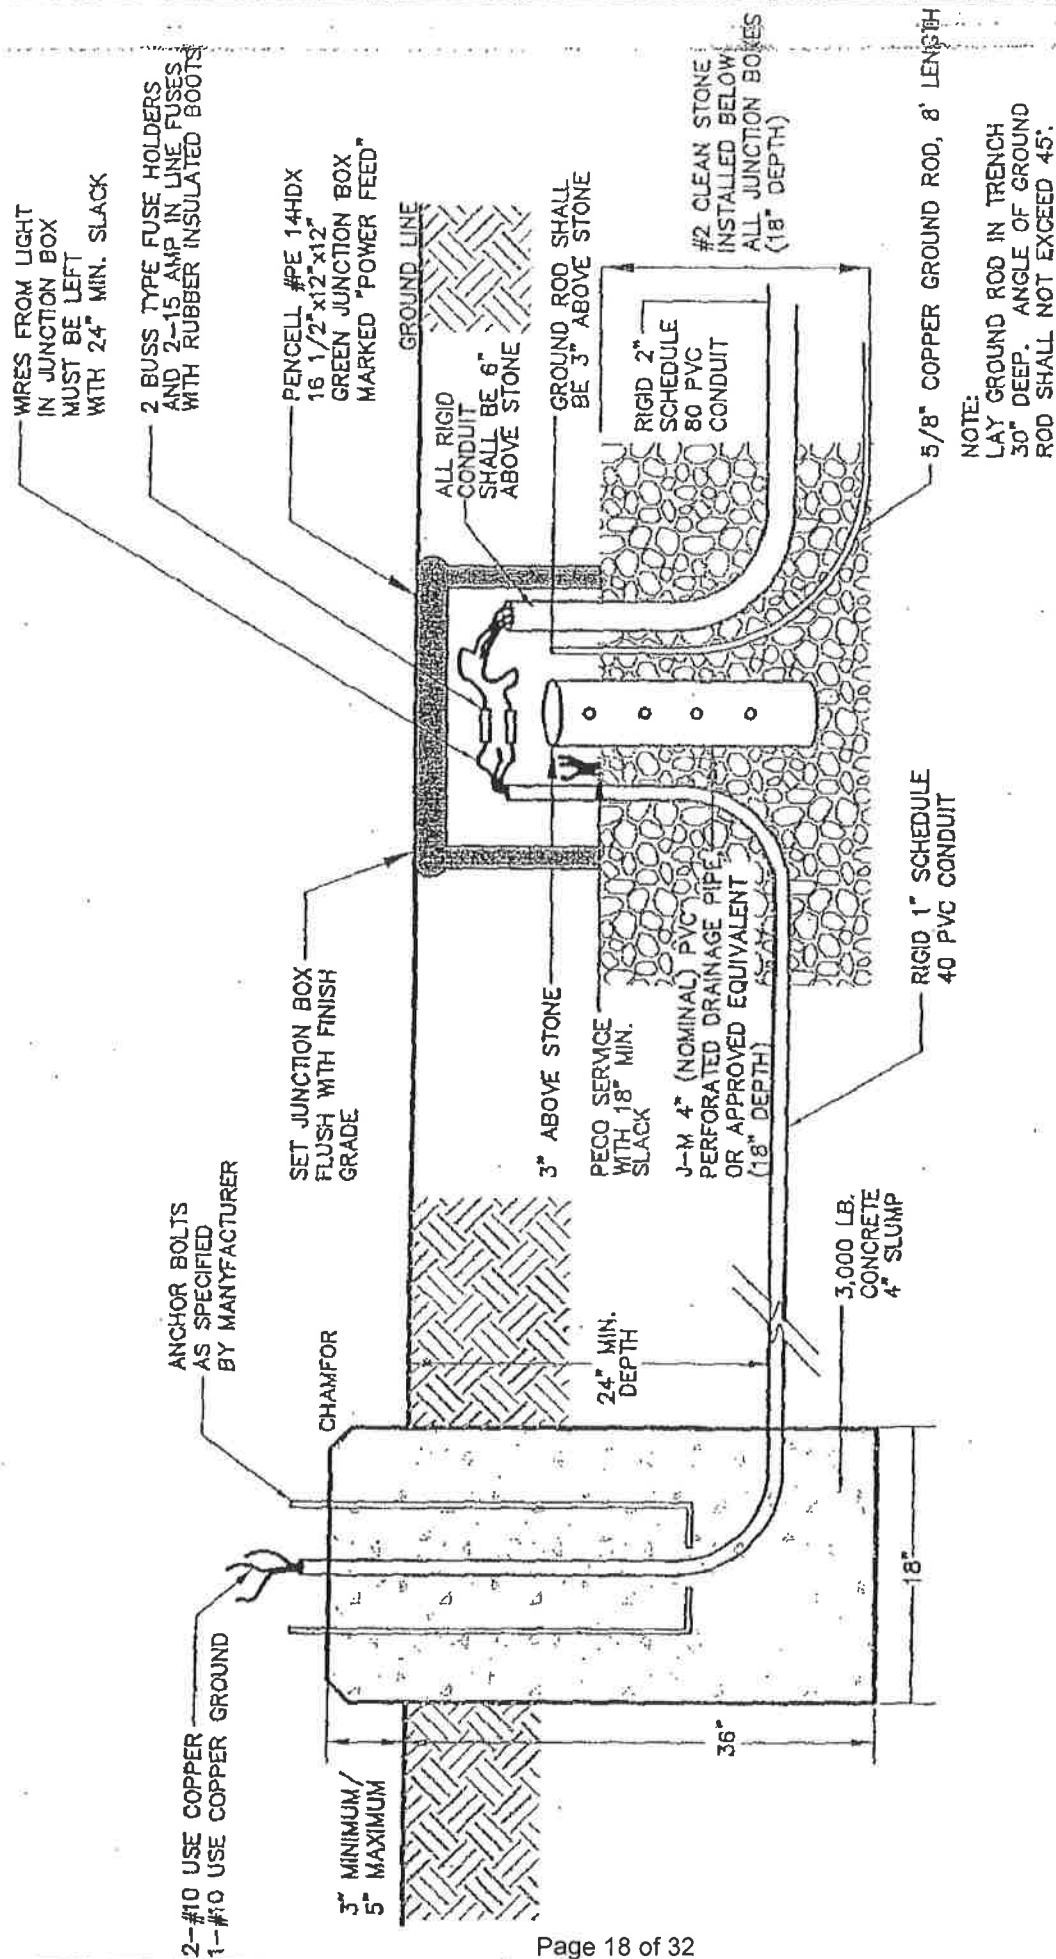 2-#10 USE COPPER
1-#10 USE COPPER GROUND
ANCHOR BOLTS
AS SPECIFIED
BY MANYFACTURER
CHAMFOR
3" MINIMUM/
5" MAXIMUM
36"
18"
24" MIN.
DEPTH
3,000 LB.
CONCRETE
4" SLUMP
SET JUNCTION BOX
FLUSH WITH FINISH
GRADE
3" ABOVE STONE
PECO SERVICE
WITH 18" MIN.
SLACK
J-M 4" (NOMINAL) PVC
PERFORATED DRAINAGE PIPE
OR APPROVED EQUIVALENT
(18" DEPTH)
RIGID 1" SCHEDULE
40 PVC CONDUIT
WIRES FROM LIGHT
IN JUNCTION BOX
MUST BE LEFT
WITH 24" MIN. SLACK
2 BUSS TYPE FUSE HOLDERS
AND 2-15 AMP IN LINE FUSES
WITH RUBBER INSULATED BOOTS
PENCELL #PE 14HDX
16 1/2"x12"x12"
GREEN JUNCTION BOX
MARKED "POWER FEED"
GROUND LINE
ALL RIGID
CONDUIT
SHALL BE 6"
ABOVE STONE
GROUND ROD SHALL
BE 3" ABOVE STONE
RIGID 2"
SCHEDULE
80 PVC
CONDUIT
#2 CLEAN STONE
INSTALLED BELOW
ALL JUNCTION BOXES
(18" DEPTH)
5/8" COPPER GROUND ROD, 8' LENGTH
NOTE:
LAY GROUND ROD IN TRENCH
30" DEEP. ANGLE OF GROUND
ROD SHALL NOT EXCEED 45°.
Page 18 of 32